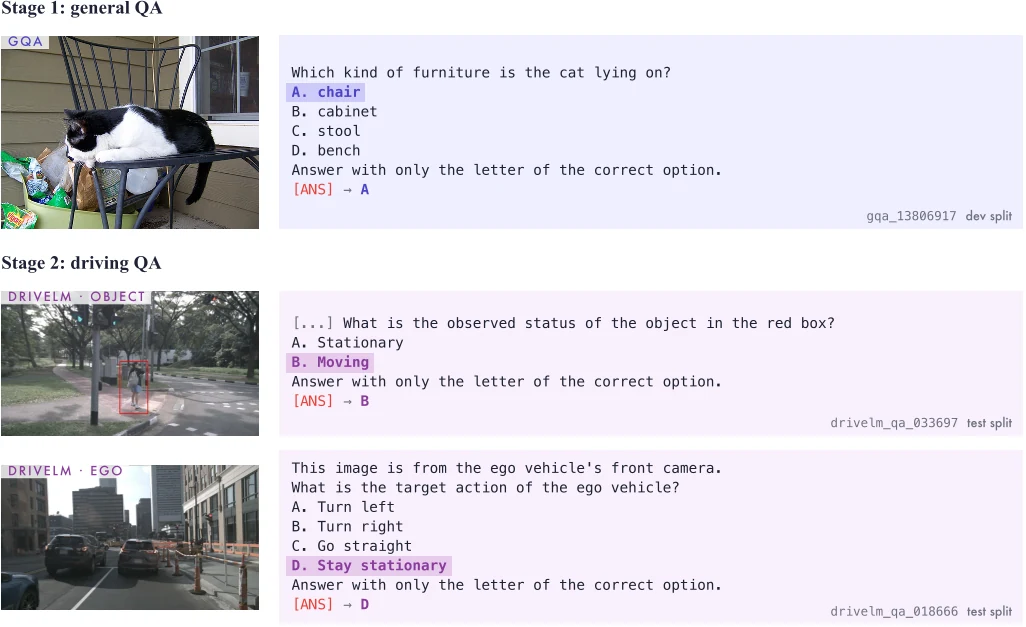 Stage 1: general QA
GQA
Which kind of furniture is the cat lying on?
A. chair
B. cabinet
C. stool
D. bench
Answer with only the letter of the correct option.
[ANS] → A
gqa_13806917 dev split
Stage 2: driving QA
DRIVELM · OBJECT
[...] What is the observed status of the object in the red box?
A. Stationary
B. Moving
Answer with only the letter of the correct option.
[ANS] → B
drivelm_qa_033697 test split
DRIVELM · EGO
This image is from the ego vehicle's front camera.
What is the target action of the ego vehicle?
A. Turn left
B. Turn right
C. Go straight
D. Stay stationary
Answer with only the letter of the correct option.
[ANS] → D
drivelm_qa_018666 test split